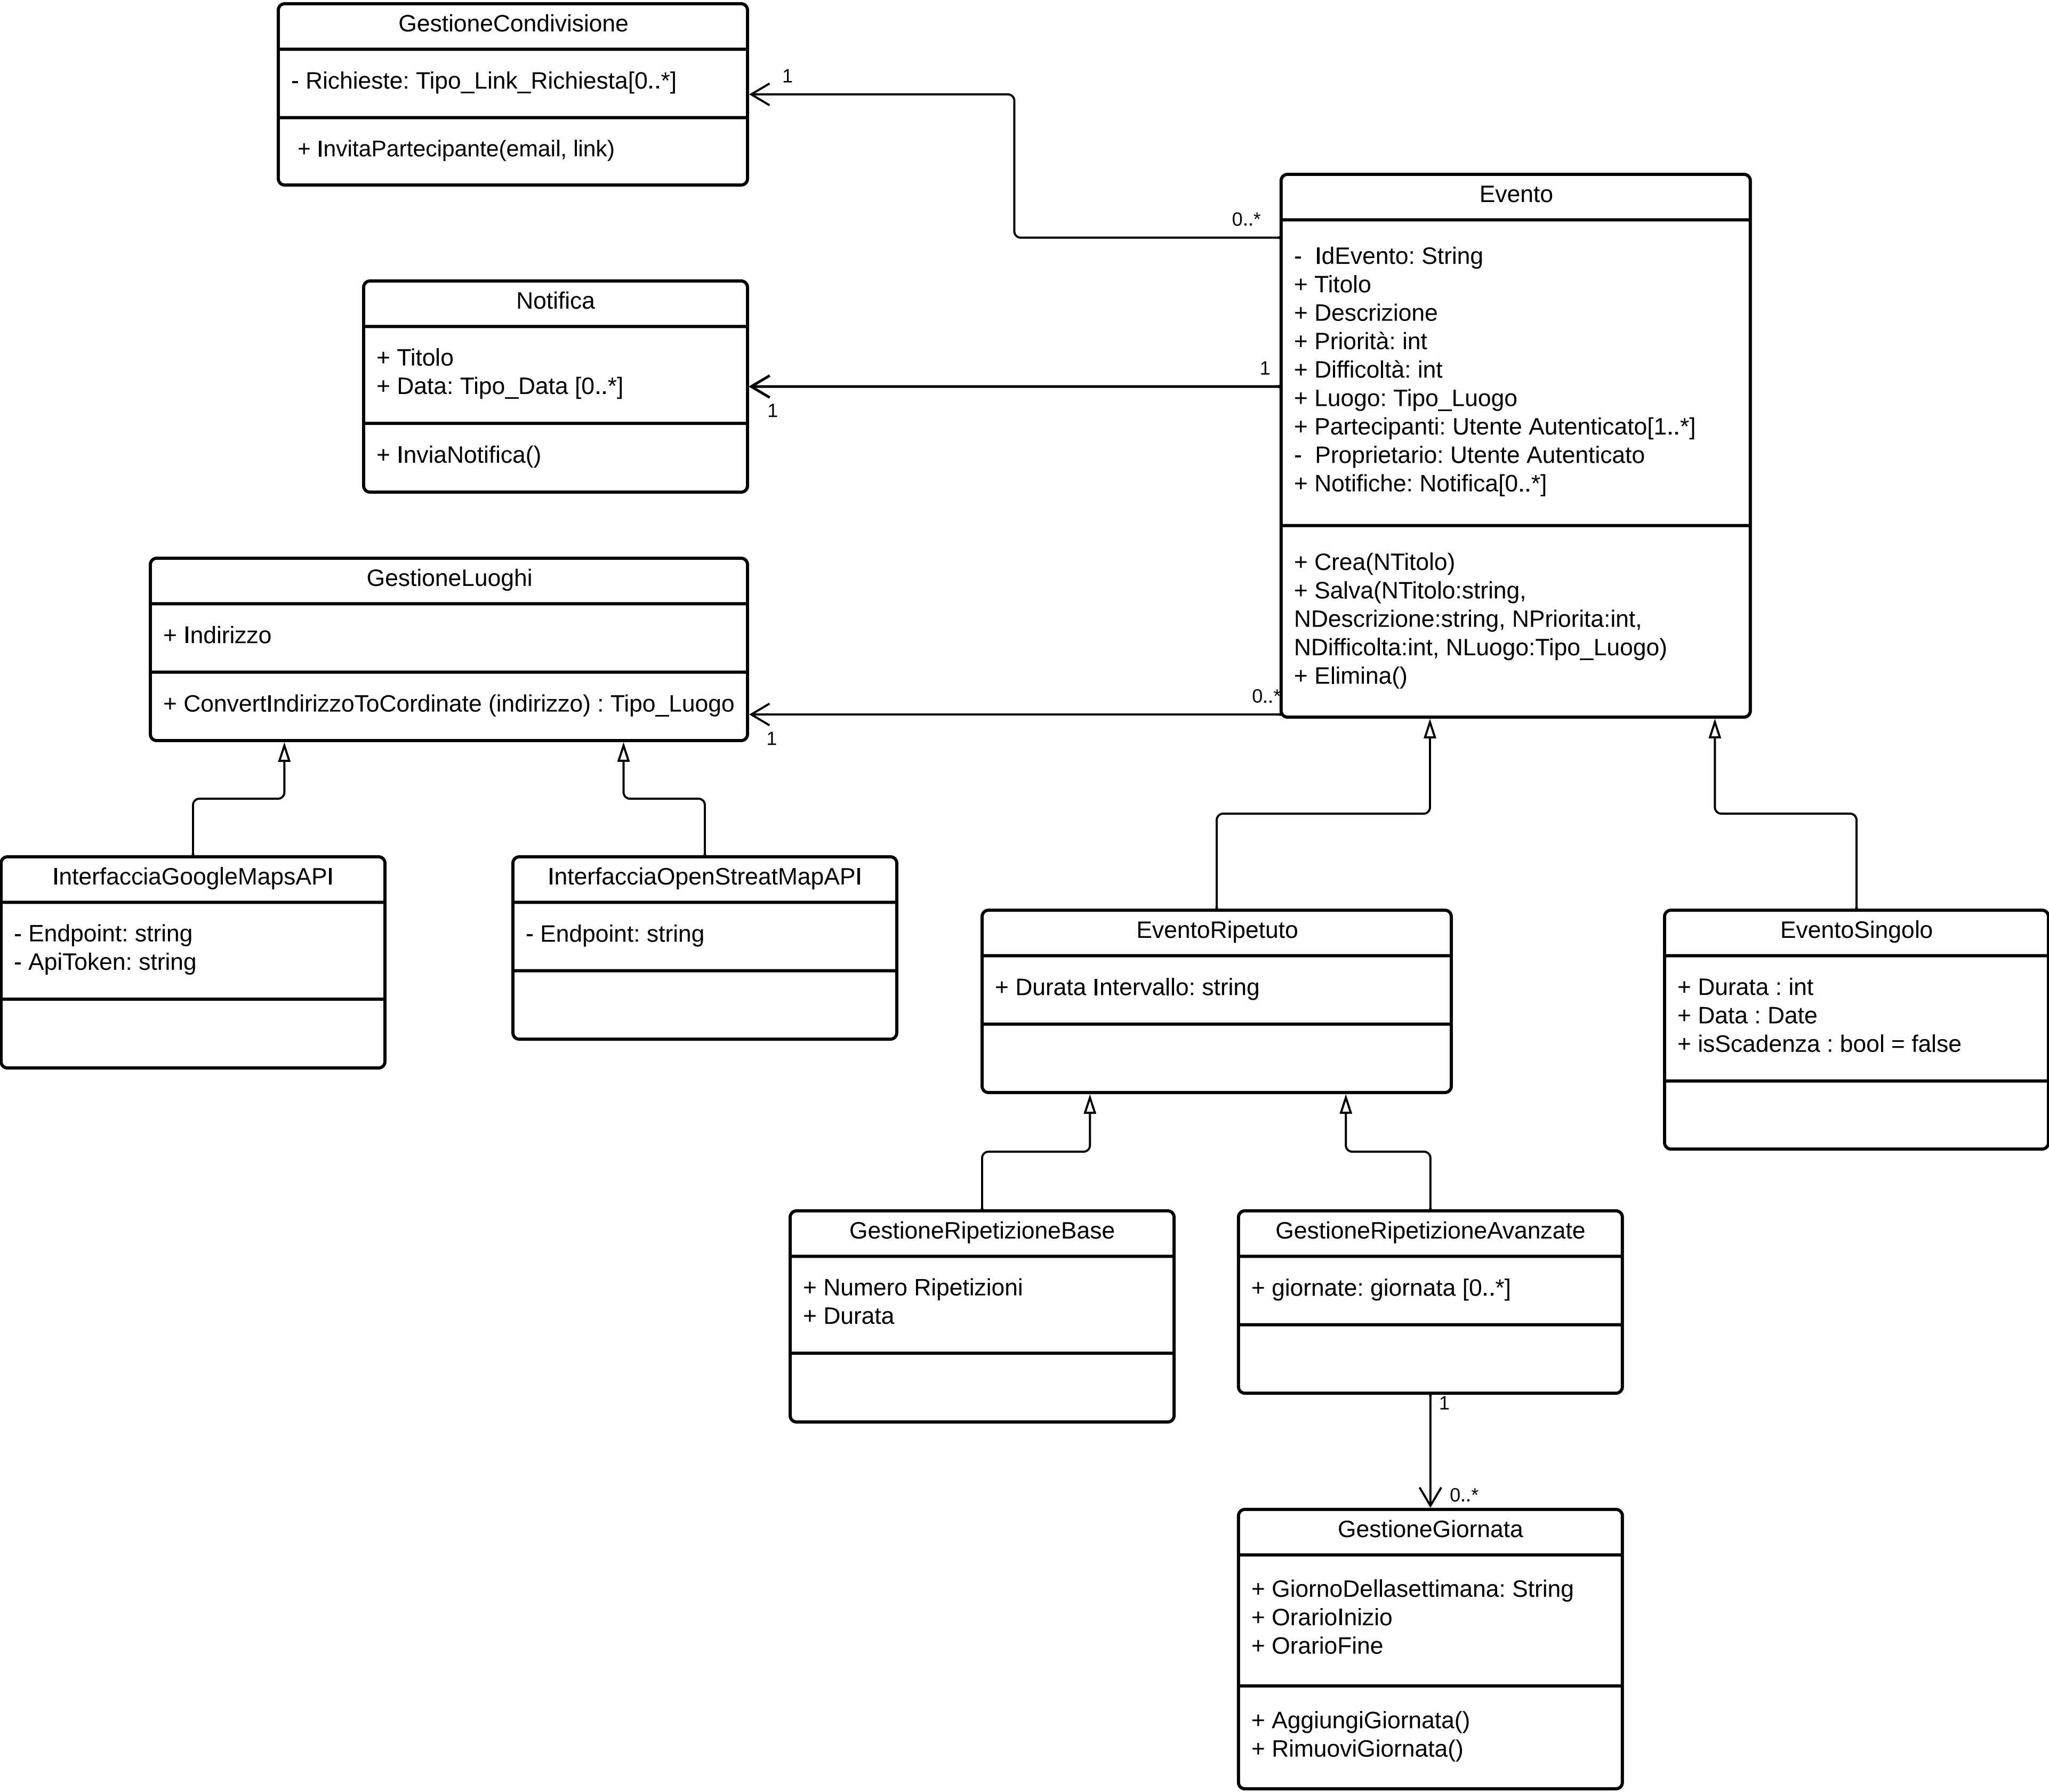 GestioneCondivisione
- Richieste: Tipo_Link_Richiesta[0..*]
+ InvitaPartecipante(email, link)
1
0..*
Evento
- IdEvento: String
+ Titolo
+ Descrizione
+ Priorità: int
+ Difficoltà: int
+ Luogo: Tipo_Luogo
+ Partecipanti: Utente Autenticato[1..*]
- Proprietario: Utente Autenticato
+ Notifiche: Notifica[0..*]
+ Crea(NTitolo)
+ Salva(NTitolo:string,
NDescrizione:string, NPriorita:int,
NDifficolta:int, NLuogo:Tipo_Luogo)
+ Elimina()
Notifica
+ Titolo
+ Data: Tipo_Data [0..*]
+ InviaNotifica()
1
1
GestioneLuoghi
+ Indirizzo
+ ConvertIndirizzoToCordinate (indirizzo) : Tipo_Luogo
0..*
1
InterfacciaGoogleMapsAPI
- Endpoint: string
- ApiToken: string
InterfacciaOpenStreatMapAPI
- Endpoint: string
EventoRipetuto
+ Durata Intervallo: string
EventoSingolo
+ Durata : int
+ Data : Date
+ isScadenza : bool = false
GestioneRipetizioneBase
+ Numero Ripetizioni
+ Durata
GestioneRipetizioneAvanzate
+ giornate: giornata [0..*]
1
0..*
GestioneGiornata
+ GiornoDellasettimana: String
+ OrarioInizio
+ OrarioFine
+ AggiungiGiornata()
+ RimuoviGiornata()